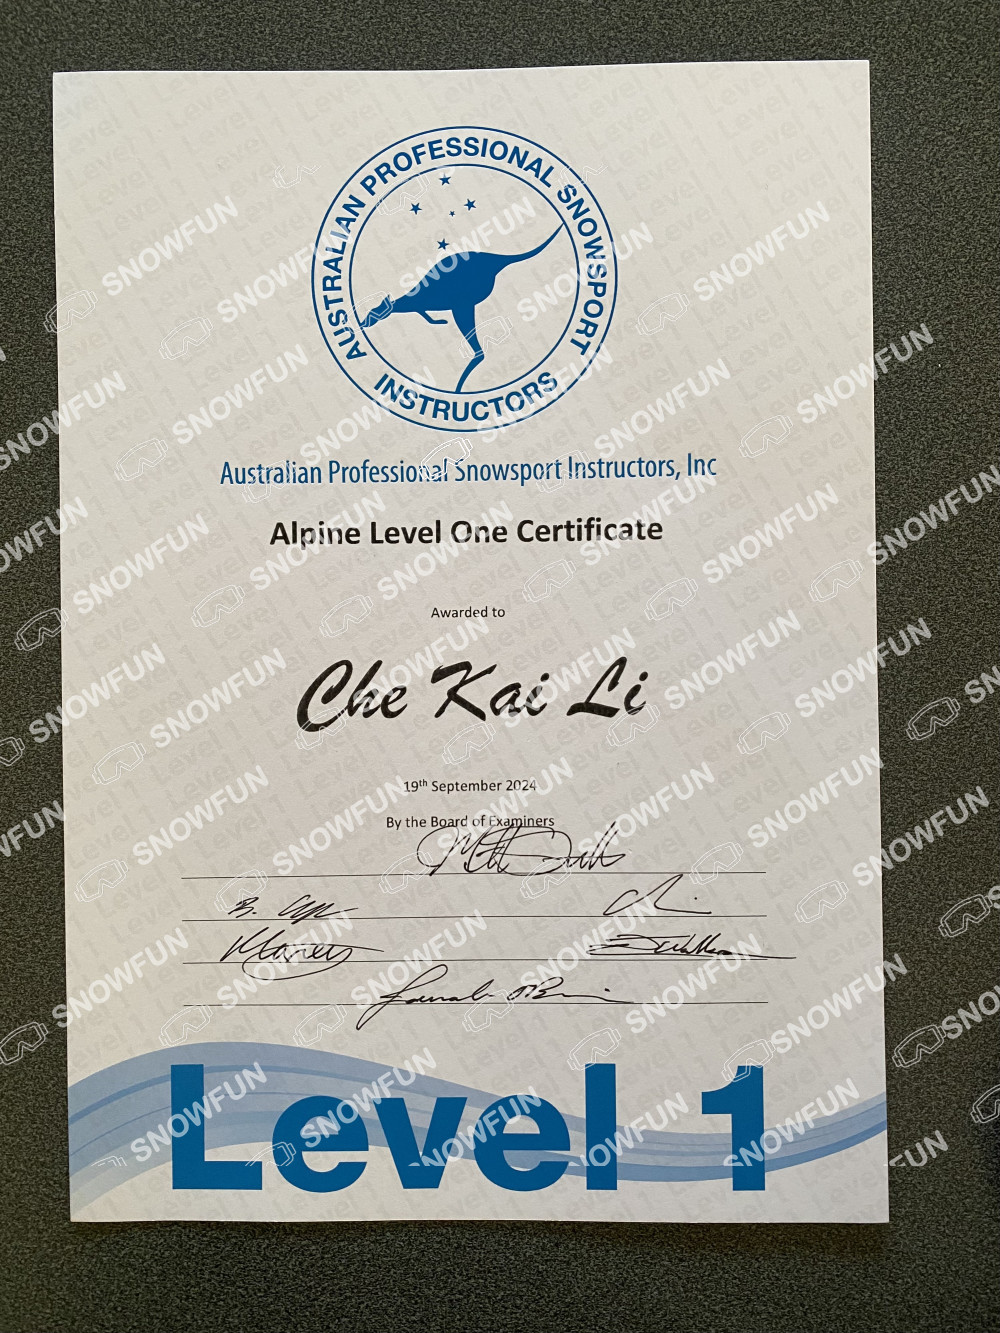 AUSTRALIAN PROFESSIONAL SNOWSPORT
INSTRUCTORS
Australian Professional Snowsport Instructors, Inc
Alpine Level One Certificate
Awarded to
Che Kai Li
19th September 2024
By the Board of Examiners
Level 1
SNOWFUN